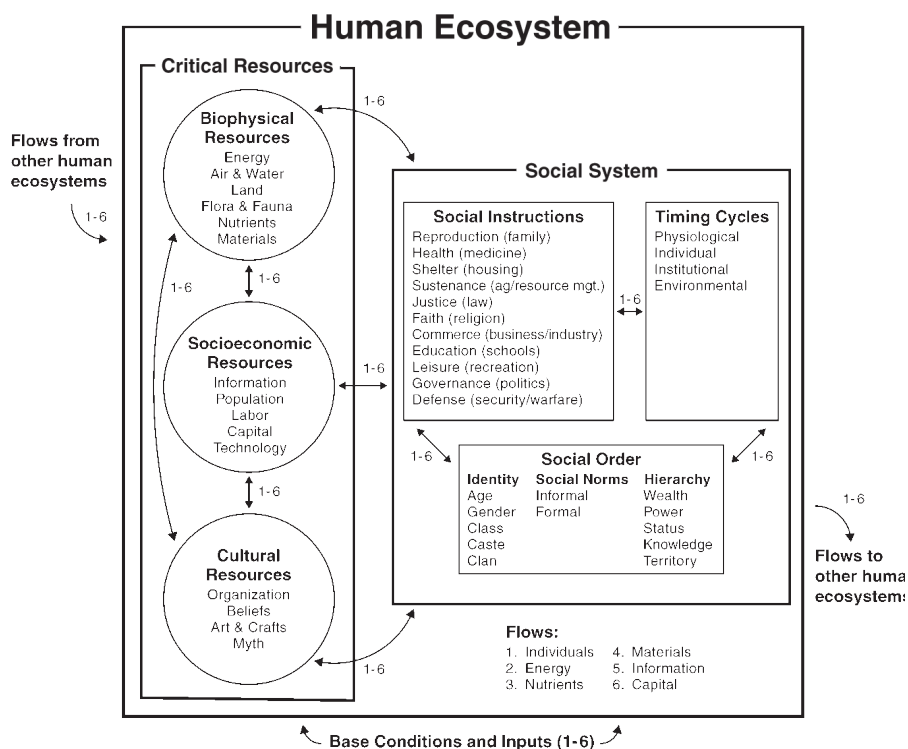 Human Ecosystem
Critical Resources
Flows from
other human
ecosystems
1-6
Biophysical
Resources
Energy
Air & Water
Land
Flora & Fauna
Nutrients
Materials
1-6
1-6
1-6
Socioeconomic
Resources
Information
Population
Labor
Capital
Technology
1-6
1-6
Cultural
Resources
Organization
Beliefs
Art & Crafts
Myth
1-6
Social System
Social Instructions
Reproduction (family)
Health (medicine)
Shelter (housing)
Sustenance (ag/resource mgt.)
Justice (law)
Faith (religion)
Commerce (business/industry)
Education (schools)
Leisure (recreation)
Governance (politics)
Defense (security/warfare)
1-6
Timing Cycles
Physiological
Individual
Institutional
Environmental
1-6
1-6
Social Order
Identity
Age
Gender
Class
Caste
Clan
Social Norms
Informal
Formal
Hierarchy
Wealth
Power
Status
Knowledge
Territory
1-6
Flows to
other huma
ecosystems
Flows:
1. Individuals
2. Energy
3. Nutrients
4. Materials
5. Information
6. Capital
Base Conditions and Inputs (1-6)